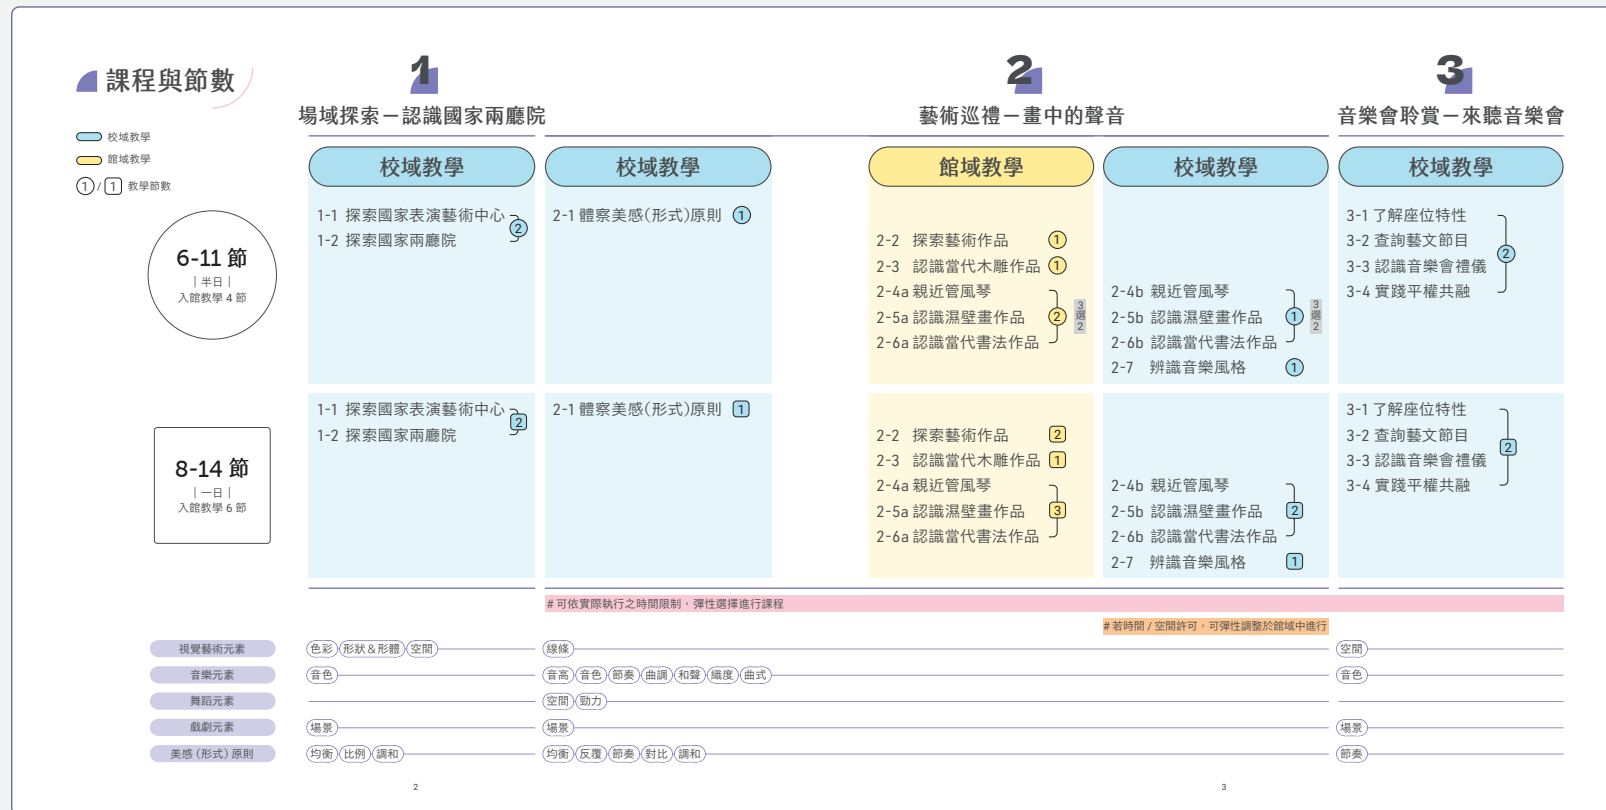 課程與節數
校域教學
館域教學
1 / 1 教學節數
1
場域探索－認識國家兩廳院
2
藝術巡禮－畫中的聲音
3
音樂會聆賞－來聽音樂會
校域教學
校域教學
館域教學
校域教學
校域教學
6-11 節
｜半日｜
入館教學 4 節
1-1 探索國家表演藝術中心
1-2 探索國家兩廳院
2
2-1 體察美感(形式)原則 1
2-2 探索藝術作品 1
2-3 認識當代木雕作品 1
2-4a 親近管風琴
2-5a 認識濕壁畫作品 2
2-6a 認識當代書法作品
3選2
2-4b 親近管風琴
2-5b 認識濕壁畫作品 1
2-6b 認識當代書法作品
3選2
2-7 辨識音樂風格 1
3-1 了解座位特性
3-2 查詢藝文節目
3-3 認識音樂會禮儀
3-4 實踐平權共融
2
8-14 節
｜一日｜
入館教學 6 節
1-1 探索國家表演藝術中心
1-2 探索國家兩廳院
2
2-1 體察美感(形式)原則 1
2-2 探索藝術作品 2
2-3 認識當代木雕作品 1
2-4a 親近管風琴
2-5a 認識濕壁畫作品 3
2-6a 認識當代書法作品
2-4b 親近管風琴
2-5b 認識濕壁畫作品 2
2-6b 認識當代書法作品
2-7 辨識音樂風格 1
3-1 了解座位特性
3-2 查詢藝文節目
3-3 認識音樂會禮儀
3-4 實踐平權共融
2
# 可依實際執行之時間限制，彈性選擇進行課程
# 若時間 / 空間許可，可彈性調整於館域中進行
視覺藝術元素 色彩 形狀＆形體 空間 線條 空間
音樂元素 音色 音高 音色 節奏 曲調 和聲 織度 曲式 音色
舞蹈元素 空間 勁力
戲劇元素 場景 場景 場景
美感 (形式) 原則 均衡 比例 調和 均衡 反覆 節奏 對比 調和 節奏
2
3